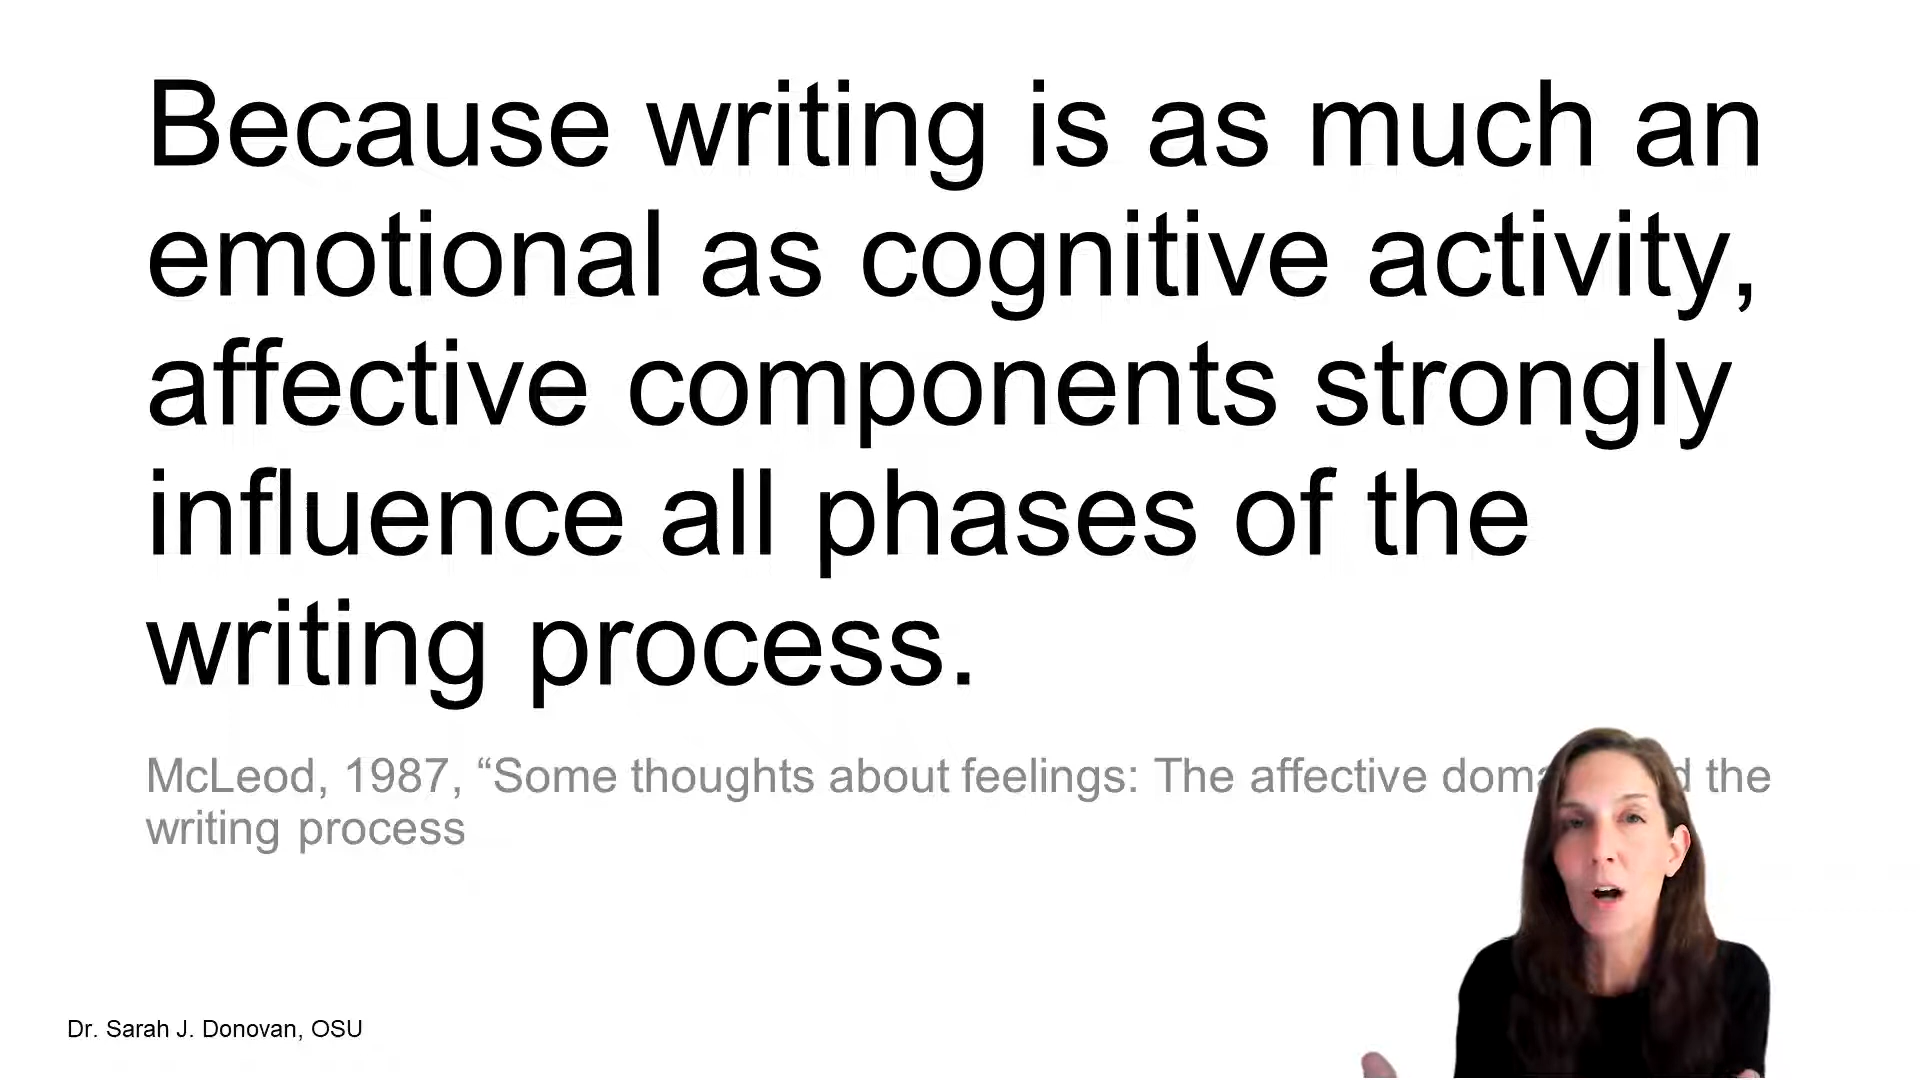 Because writing is as much an
emotional as cognitive activity,
affective components strongly
influence all phases of the
writing process.
McLeod, 1987, “Some thoughts about feelings: The affective the
writing process
Dr. Sarah J. Donovan, OSU